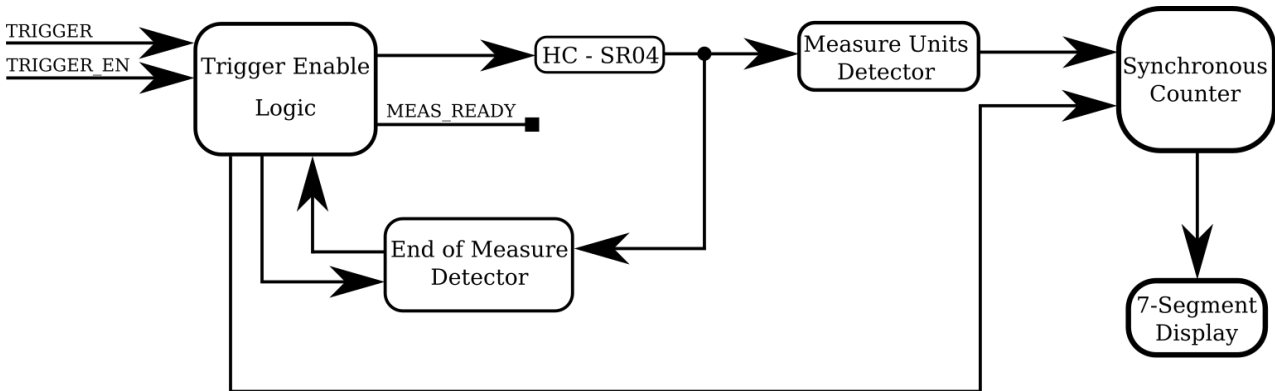 TRIGGER
TRIGGER_EN
Trigger Enable
Logic
MEAS_READY
HC - SR04
Measure Units
Detector
Synchronous
Counter
End of Measure
Detector
7-Segment
Display